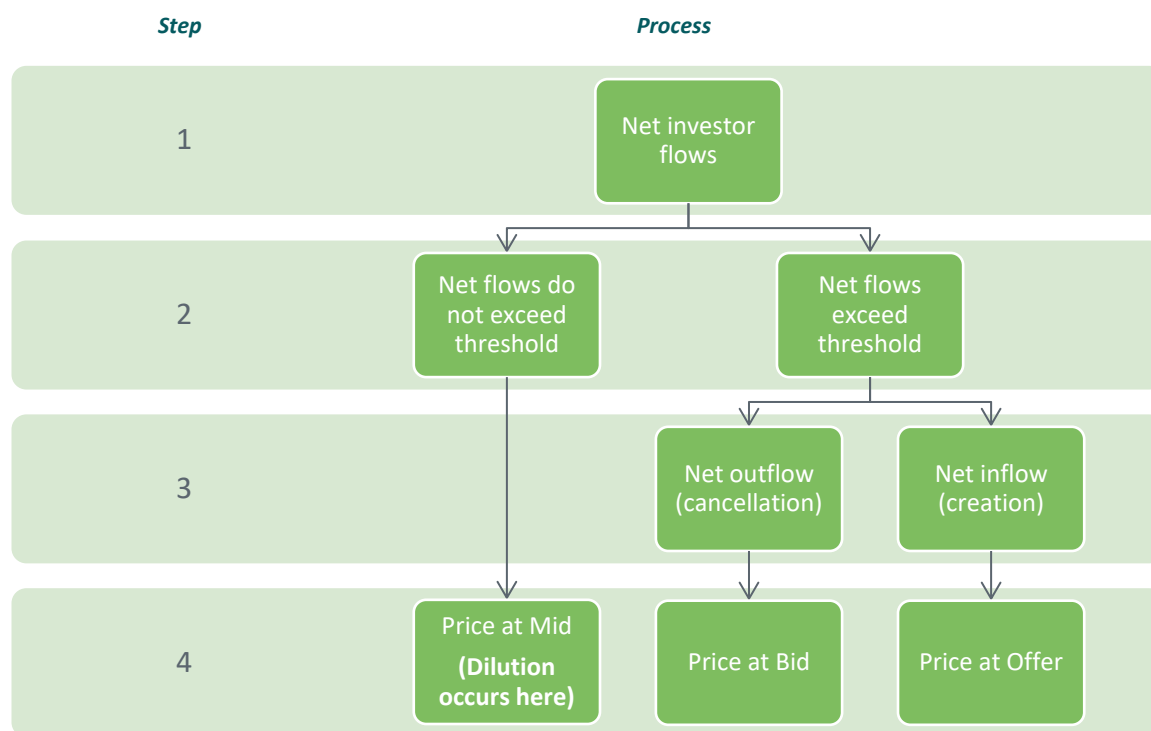 Step
Process
1
Net investor
flows
2
Net flows do
not exceed
threshold
Net flows
exceed
threshold
3
Net outflow
(cancellation)
Net inflow
(creation)
4
Price at Mid
(Dilution
occurs here)
Price at Bid
Price at Offer